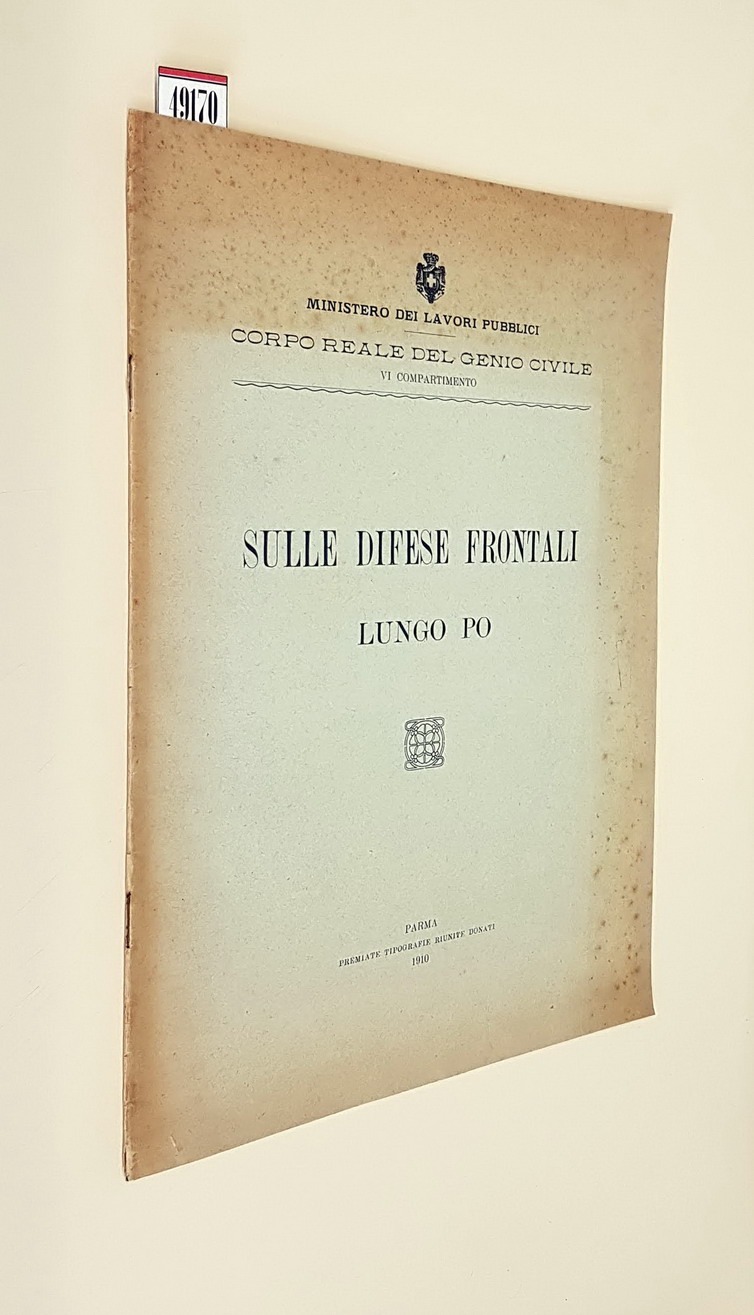 49170
MINISTERO DEI LAVORI PUBBLICI
CORPO REALE DEL GENIO CIVILE
VI COMPARTIMENTO
SULLE DIFESE FRONTALI
LUNGO PO
PARMA
PREMIATE TIPOGRAFIE RIUNITE DONATI
1910